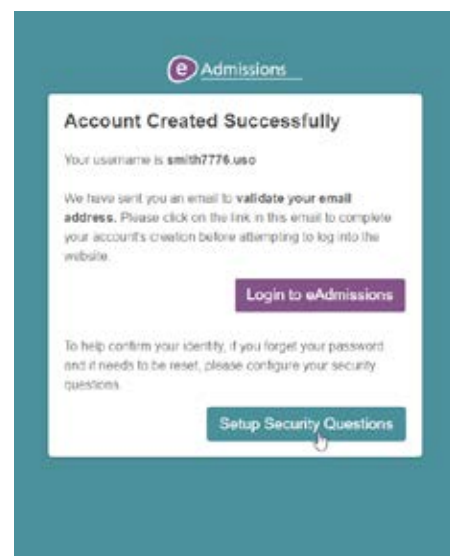 e Admissions
Account Created Successfully
Your username is smith7776.uso
We have sent you an email to validate your email
address. Please click on the link in this email to complete
your account's creation before attempting to log into the
website.
Login to eAdmissions
To help confirm your identity, if you forget your password
and it needs to be reset, please configure your security
questions.
Setup Security Questions